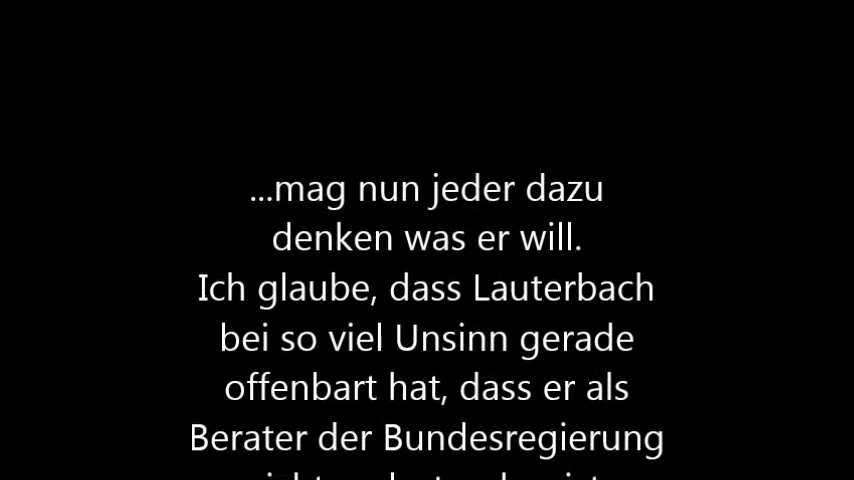 ...mag nun jeder dazu
denken was er will.
Ich glaube, dass Lauterbach
bei so viel Unsinn gerade
offenbart hat, dass er als
Berater der Bundesregierung